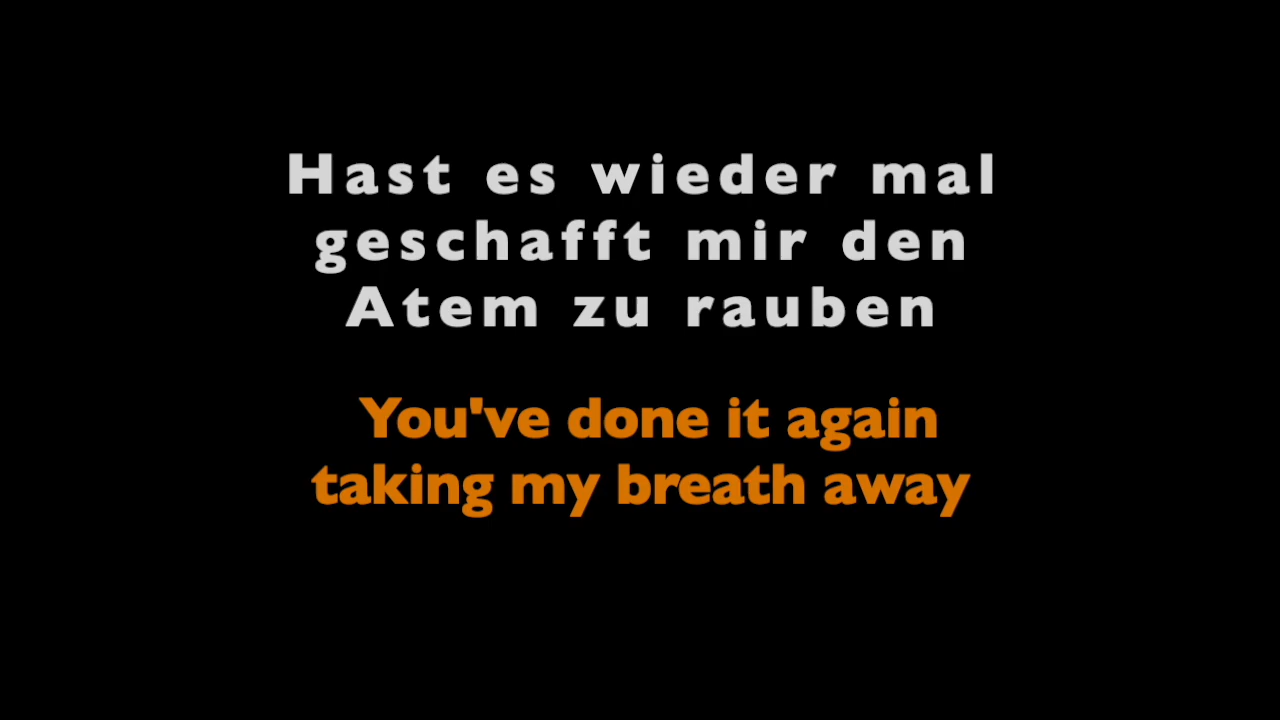 Hast es wieder mal
geschafft mir den
Atem zu rauben
You've done it again
taking my breath away